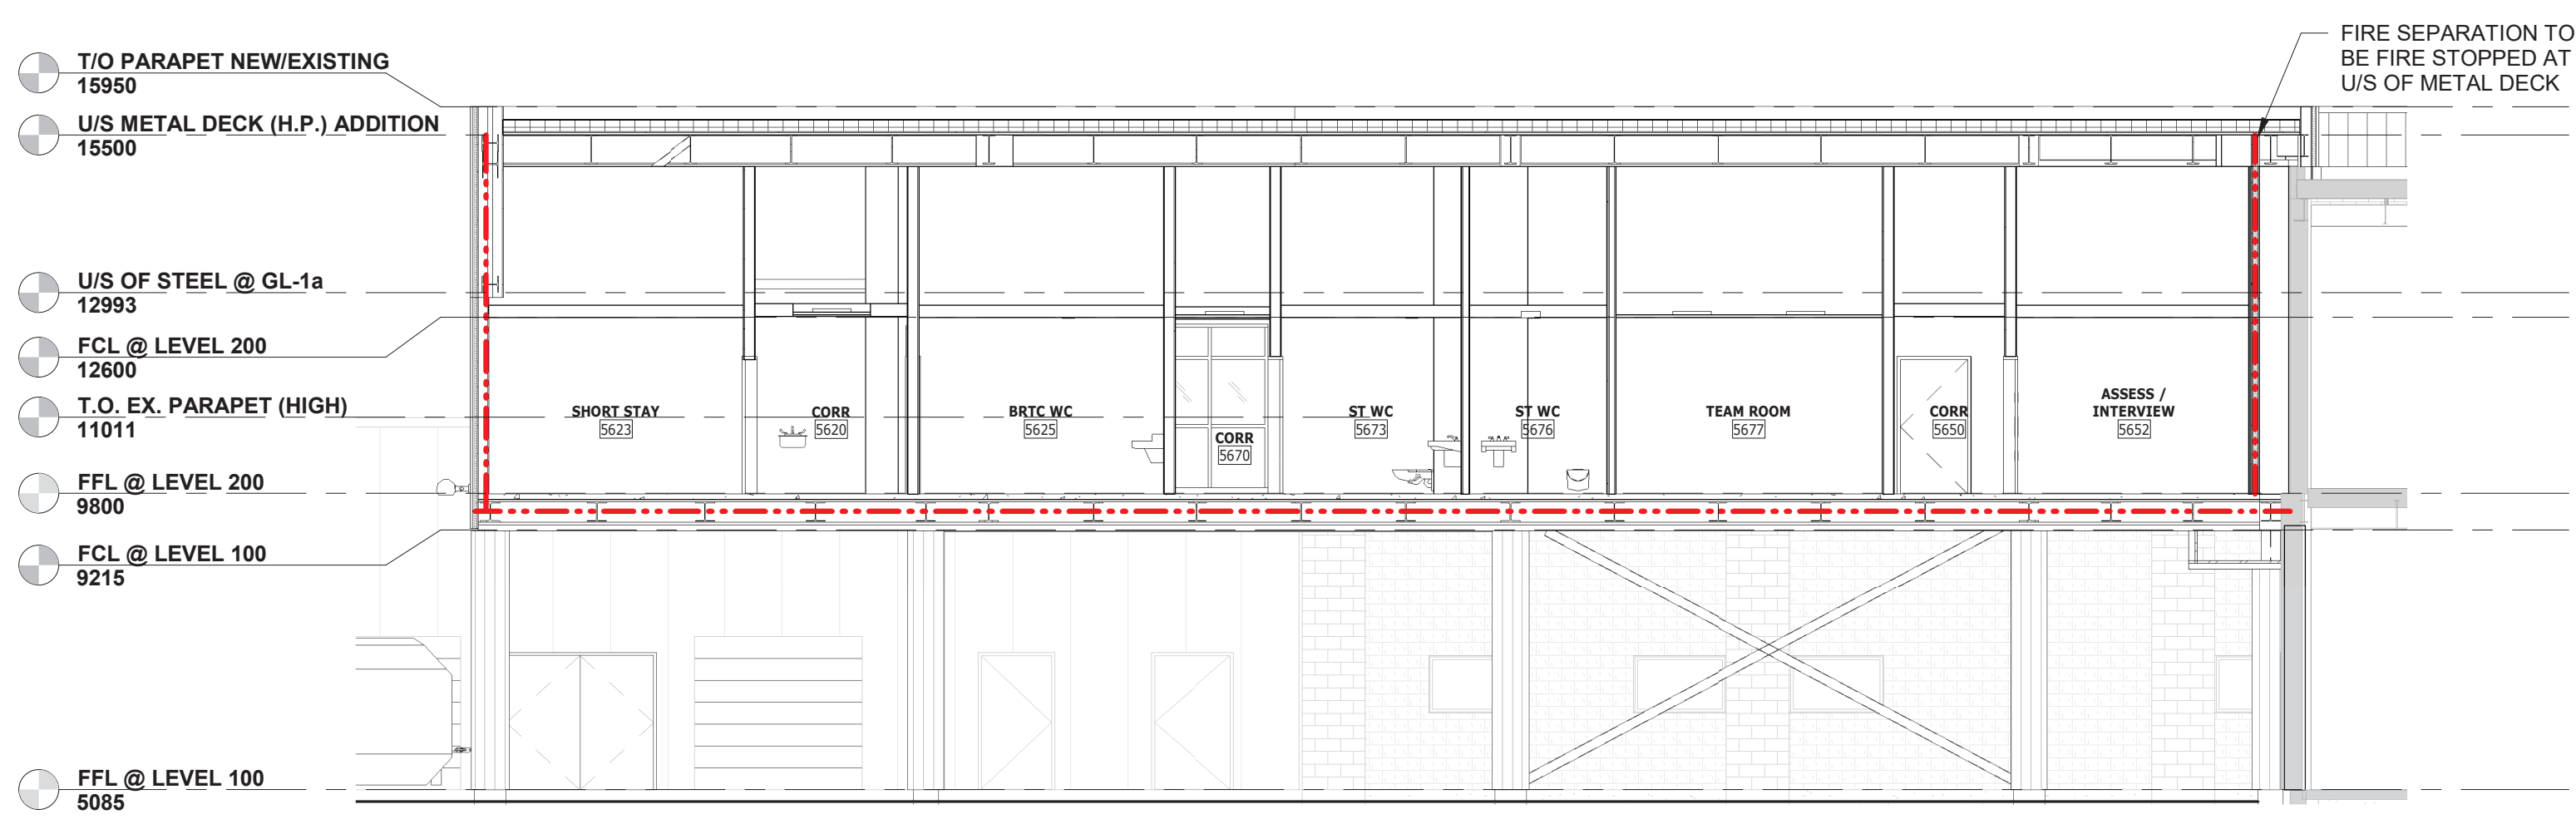 FIRE SEPARATION TO
BE FIRE STOPPED AT
U/S OF METAL DECK
T/O PARAPET NEW/EXISTING
15950
U/S METAL DECK (H.P.) ADDITION
15500
U/S OF STEEL @ GL-1a
12993
FCL @ LEVEL 200
12600
T.O. EX. PARAPET (HIGH)
11011
FFL @ LEVEL 200
9800
FCL @ LEVEL 100
9215
FFL @ LEVEL 100
5085
SHORT STAY
5623
CORR
5620
BRTC WC
5625
CORR
5670
ST WC
5673
ST WC
5676
TEAM ROOM
5677
CORR
5650
ASSESS /
INTERVIEW
5652